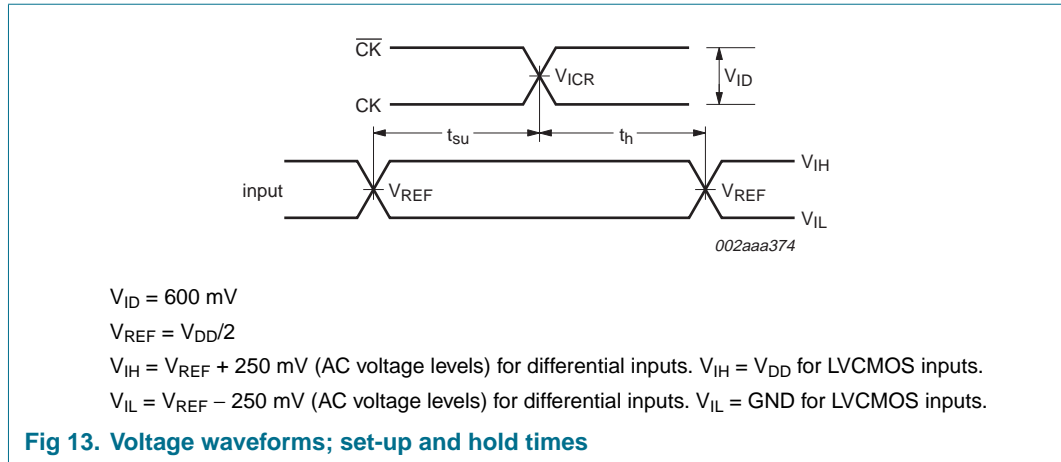 C̅K̅
V_ICR
V_ID
CK
t_su t_h
V_IH
input V_REF V_REF
V_IL
002aaa374
V_ID = 600 mV
V_REF = V_DD/2
V_IH = V_REF + 250 mV (AC voltage levels) for differential inputs. V_IH = V_DD for LVCMOS inputs.
V_IL = V_REF − 250 mV (AC voltage levels) for differential inputs. V_IL = GND for LVCMOS inputs.
Fig 13. Voltage waveforms; set-up and hold times